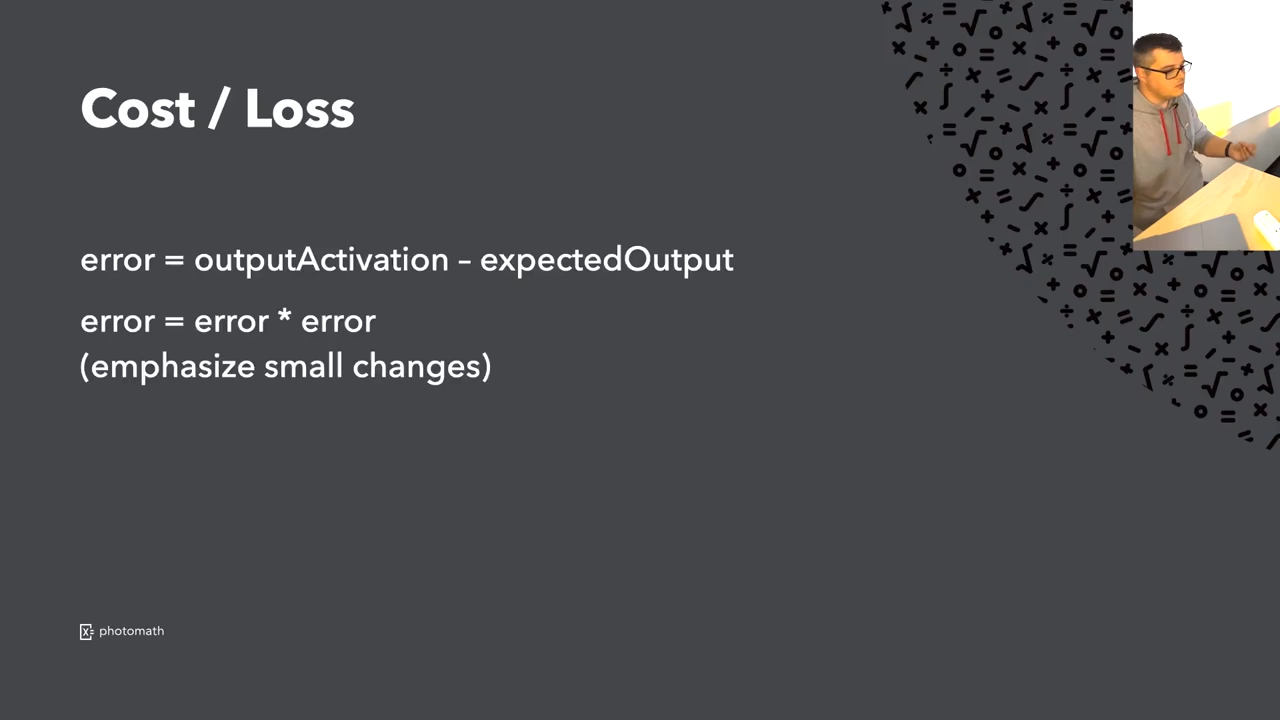 Cost / Loss
error = outputActivation – expectedOutput
error = error * error
(emphasize small changes)
photomath